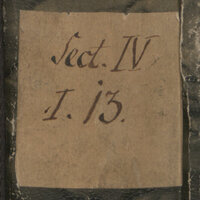 Sect. IV
I. 13.